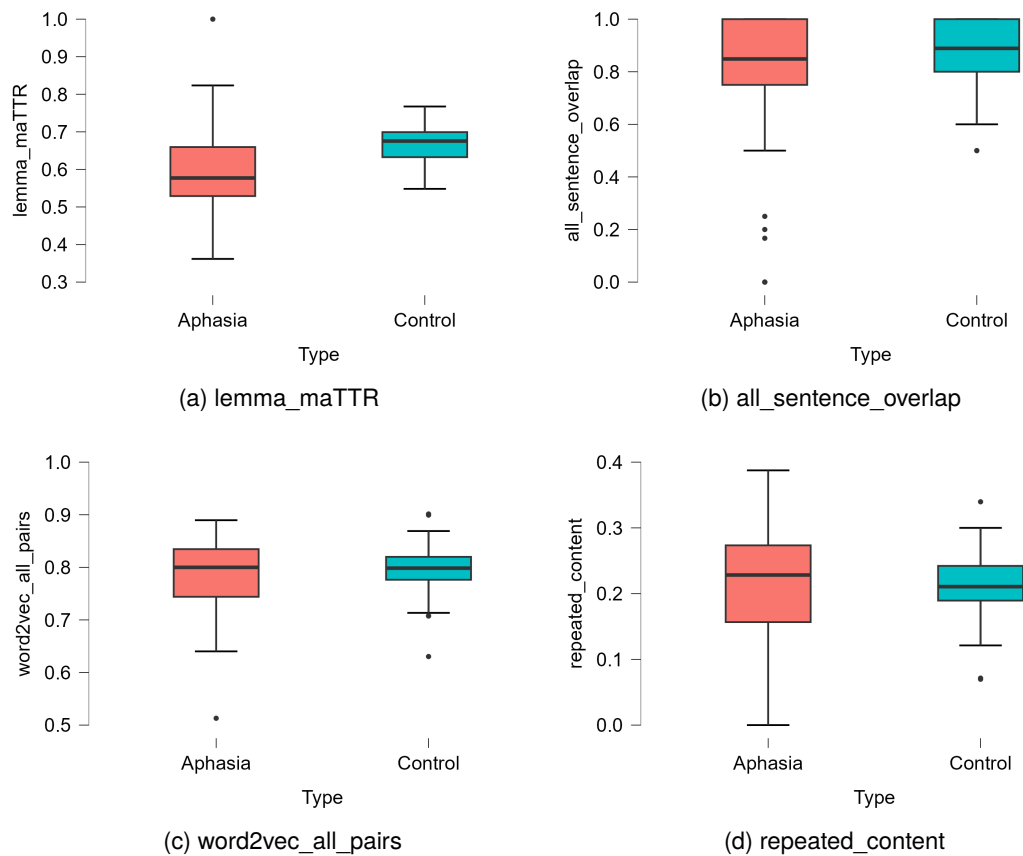 1.0
0.9
0.8
0.7
0.6
0.5
0.4
0.3
lemma_maTTR
Aphasia
Control
Type
(a) lemma_maTTR
1.0
0.8
0.6
0.4
0.2
0.0
all_sentence_overlap
Aphasia
Control
Type
(b) all_sentence_overlap
1.0
0.9
0.8
0.7
0.6
0.5
word2vec_all_pairs
Aphasia
Control
Type
(c) word2vec_all_pairs
0.4
0.3
0.2
0.1
0.0
repeated_content
Aphasia
Control
Type
(d) repeated_content